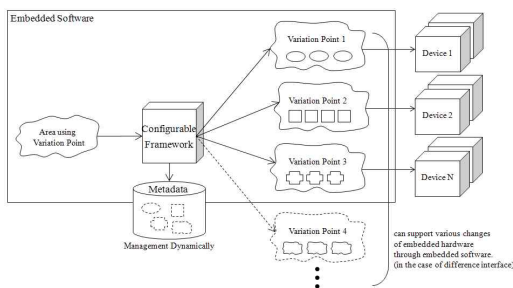 Embedded Software
Variation Point 1
Device 1
Variation Point 2
Device 2
Area using
Variation Point
Configurable
Framework
Variation Point 3
Device N
Metadata
Management Dynamically
Variation Point 4
can support various changes
of embedded hardware
through embedded software.
(in the case of difference interface)